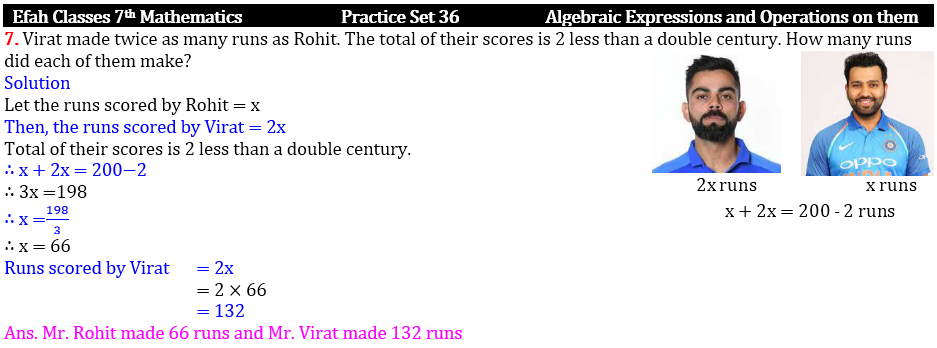 Efah Classes 7th Mathematics Practice Set 36 Algebraic Expressions and Operations on them
7. Virat made twice as many runs as Rohit. The total of their scores is 2 less than a double century. How many runs
did each of them make?
Solution
Let the runs scored by Rohit = x
Then, the runs scored by Virat = 2x
Total of their scores is 2 less than a double century.
∴ x + 2x = 200−2
∴ 3x =198
∴ x =198/3
∴ x = 66
Runs scored by Virat = 2x
= 2 × 66
= 132
Ans. Mr. Rohit made 66 runs and Mr. Virat made 132 runs
oppo
2x runs
x runs
x + 2x = 200 - 2 runs